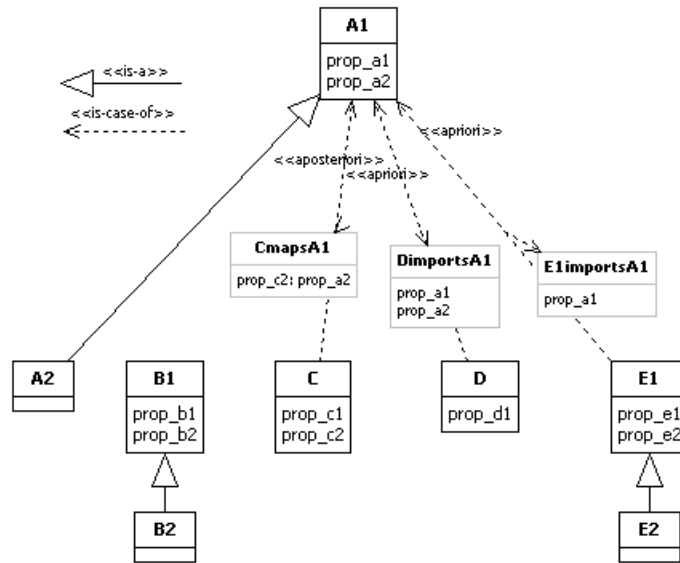 A1
prop_a1
prop_a2
<<is-a>>
<<is-case-of>>
<<apriori>>
<<aposteriori>>
<<apriori>>
CmapsA1
prop_c2: prop_a2
DimportsA1
prop_a1
prop_a2
E1importsA1
prop_a1
A2
B1
prop_b1
prop_b2
C
prop_c1
prop_c2
D
prop_d1
E1
prop_e1
prop_e2
B2
E2